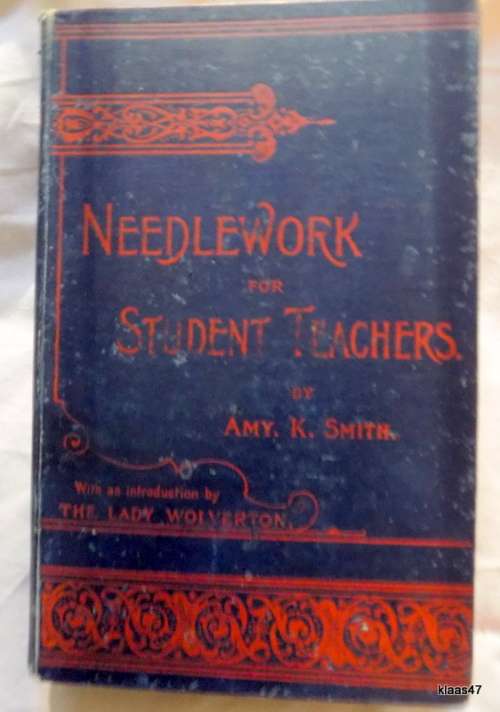 NEEDLEWORK
FOR
STUDENT TEACHERS.
BY
AMY. K. SMITH.
With an introduction by
THE LADY WOLVERTON.
klaas47